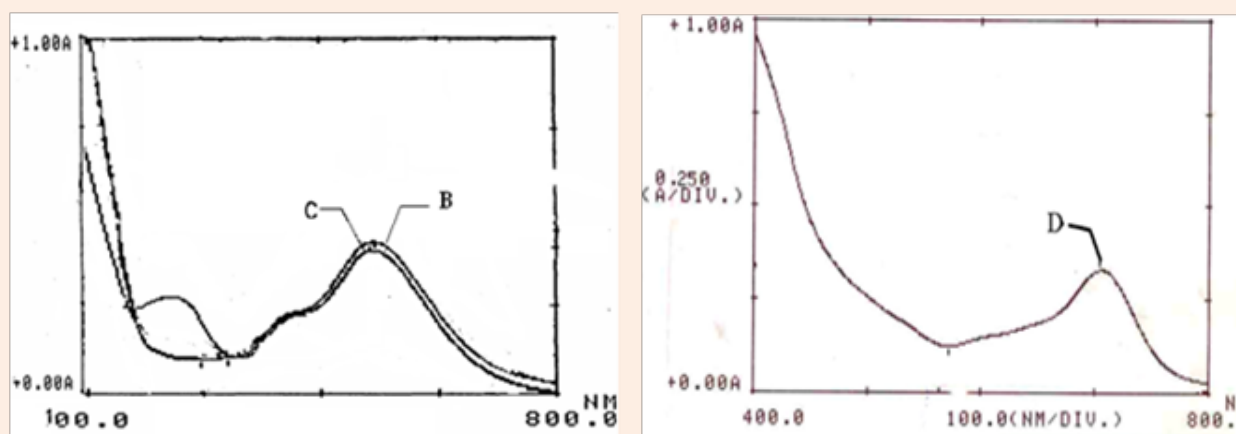 +1.00A
C
B
+0.00A
100.0
NM
800.0
+1.00A
0.250
(A/DIV.)
D
+0.00A
400.0
100.0(NM/DIV.)
N
800.